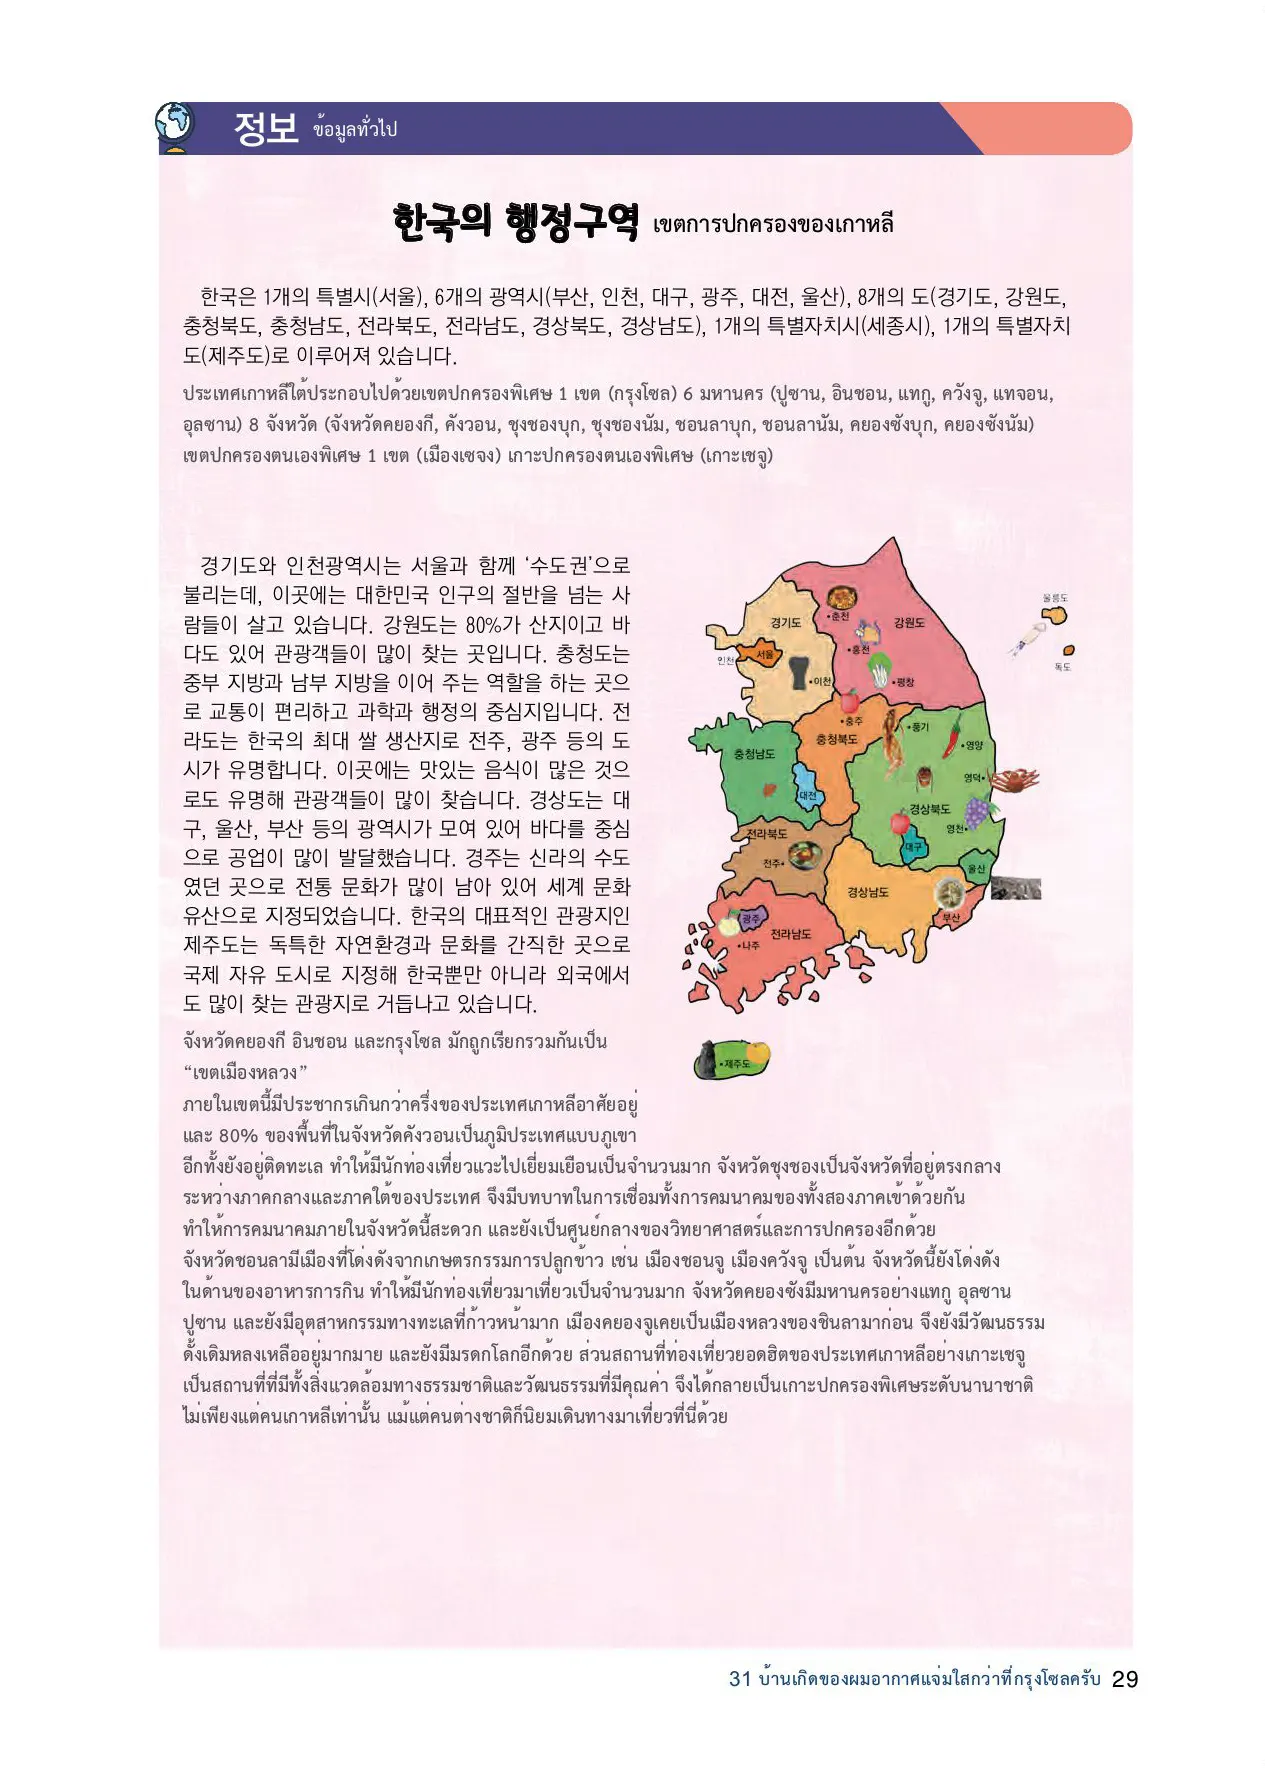 정보 ข้อมูลทั่วไป
한국의 행정구역 เขตการปกครองของเกาหลี
한국은 1개의 특별시(서울), 6개의 광역시(부산, 인천, 대구, 광주, 대전, 울산), 8개의 도(경기도, 강원도,
충청북도, 충청남도, 전라북도, 전라남도, 경상북도, 경상남도), 1개의 특별자치시(세종시), 1개의 특별자치
도(제주도)로 이루어져 있습니다.
ประเทศเกาหลีใต้ประกอบไปด้วยเขตปกครองพิเศษ 1 เขต (กรุงโซล) 6 มหานคร (ปูซาน, อินชอน, แทกู, ควังจู, แทจอน,
อุลซาน) 8 จังหวัด (จังหวัดคยองกี, คังวอน, ชุงชองบุก, ชุงชองนัม, ชอนลาบุก, ชอนลานัม, คยองซังบุก, คยองซังนัม)
เขตปกครองตนเองพิเศษ 1 เขต (เมืองเซจง) เกาะปกครองตนเองพิเศษ (เกาะเชจู)
경기도와 인천광역시는 서울과 함께 ‘수도권’으로
불리는데, 이곳에는 대한민국 인구의 절반을 넘는 사
람들이 살고 있습니다. 강원도는 80%가 산지이고 바
다도 있어 관광객들이 많이 찾는 곳입니다. 충청도는
중부 지방과 남부 지방을 이어 주는 역할을 하는 곳으
로 교통이 편리하고 과학과 행정의 중심지입니다. 전
라도는 한국의 최대 쌀 생산지로 전주, 광주 등의 도
시가 유명합니다. 이곳에는 맛있는 음식이 많은 것으
로도 유명해 관광객들이 많이 찾습니다. 경상도는 대
구, 울산, 부산 등의 광역시가 모여 있어 바다를 중심
으로 공업이 많이 발달했습니다. 경주는 신라의 수도
였던 곳으로 전통 문화가 많이 남아 있어 세계 문화
유산으로 지정되었습니다. 한국의 대표적인 관광지인
제주도는 독특한 자연환경과 문화를 간직한 곳으로
국제 자유 도시로 지정해 한국뿐만 아니라 외국에서
도 많이 찾는 관광지로 거듭나고 있습니다.
울릉도
독도
경기도
•춘천
강원도
인천
서울
•홍천
•이천
•평창
•충주
충청북도
•풍기
•영양
충청남도
영덕•
대전
경상북도
영천•
전라북도
대구
전주•
울산
경상남도
부산
광주
전라남도
•나주
•제주도
จังหวัดคยองกี อินชอน และกรุงโซล มักถูกเรียกรวมกันเป็น
“เขตเมืองหลวง”
ภายในเขตนี้มีประชากรเกินกว่าครึ่งของประเทศเกาหลีอาศัยอยู่
และ 80% ของพื้นที่ในจังหวัดคังวอนเป็นภูมิประเทศแบบภูเขา
อีกทั้งยังอยู่ติดทะเล ทำให้มีนักท่องเที่ยวแวะไปเยี่ยมเยือนเป็นจำนวนมาก จังหวัดชุงชองเป็นจังหวัดที่อยู่ตรงกลาง
ระหว่างภาคกลางและภาคใต้ของประเทศ จึงมีบทบาทในการเชื่อมทั้งการคมนาคมของทั้งสองภาคเข้าด้วยกัน
ทำให้การคมนาคมภายในจังหวัดนี้สะดวก และยังเป็นศูนย์กลางของวิทยาศาสตร์และการปกครองอีกด้วย
จังหวัดชอนลามีเมืองที่โด่งดังจากเกษตรกรรมการปลูกข้าว เช่น เมืองชอนจู เมืองควังจู เป็นต้น จังหวัดนี้ยังโด่งดัง
ในด้านของอาหารการกิน ทำให้มีนักท่องเที่ยวมาเที่ยวเป็นจำนวนมาก จังหวัดคยองซังมีมหานครอย่างแทกู อุลซาน
ปูซาน และยังมีอุตสาหกรรมทางทะเลที่ก้าวหน้ามาก เมืองคยองจูเคยเป็นเมืองหลวงของชินลามาก่อน จึงยังมีวัฒนธรรม
ดั้งเดิมหลงเหลืออยู่มากมาย และยังมีมรดกโลกอีกด้วย ส่วนสถานที่ท่องเที่ยวยอดฮิตของประเทศเกาหลีอย่างเกาะเชจู
เป็นสถานที่ที่มีทั้งสิ่งแวดล้อมทางธรรมชาติและวัฒนธรรมที่มีคุณค่า จึงได้กลายเป็นเกาะปกครองพิเศษระดับนานาชาติ
ไม่เพียงแต่คนเกาหลีเท่านั้น แม้แต่คนต่างชาติก็นิยมเดินทางมาเที่ยวที่นี่ด้วย
31 บ้านเกิดของผมอากาศแจ่มใสกว่าที่กรุงโซลครับ 29